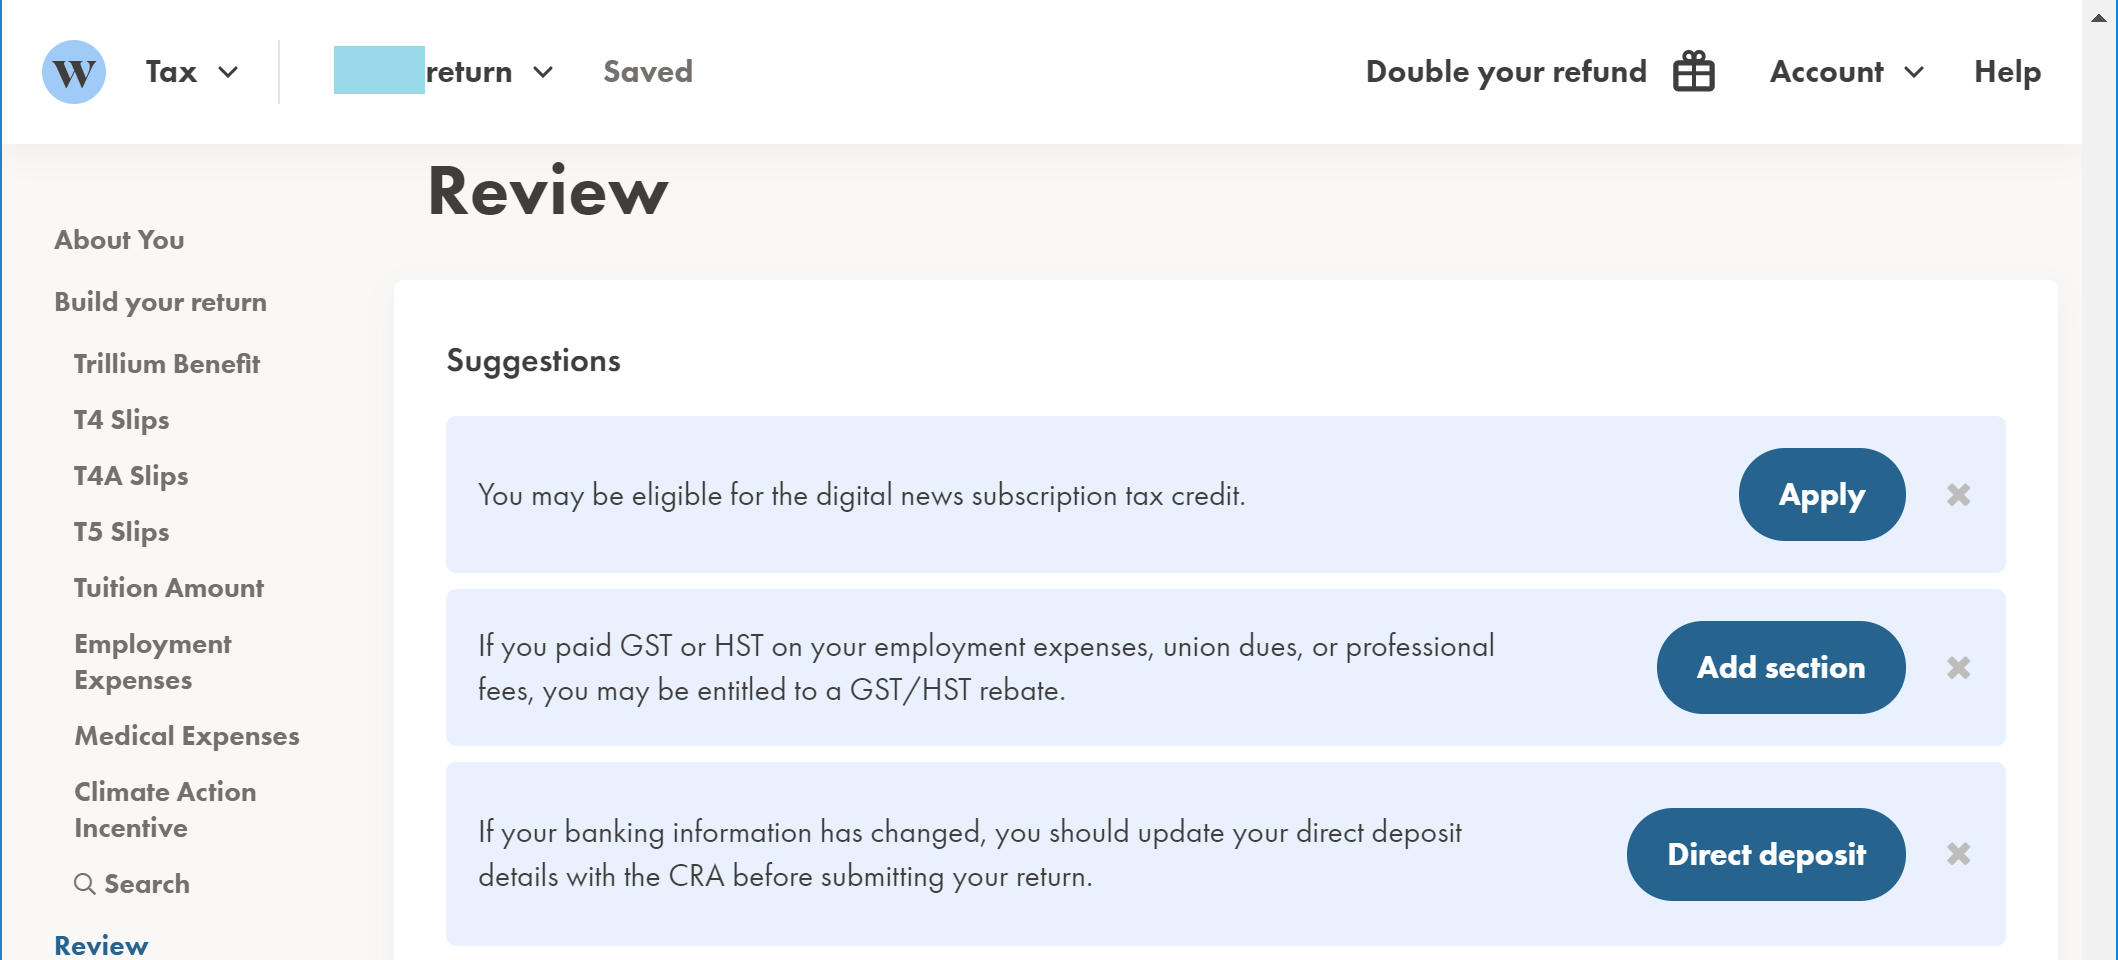 W Tax return Saved Double your refund Account Help
Review
About You
Build your return
Trillium Benefit
T4 Slips
T4A Slips
T5 Slips
Tuition Amount
Employment
Expenses
Medical Expenses
Climate Action
Incentive
Search
Review
Suggestions
You may be eligible for the digital news subscription tax credit.
Apply
If you paid GST or HST on your employment expenses, union dues, or professional
fees, you may be entitled to a GST/HST rebate.
Add section
If your banking information has changed, you should update your direct deposit
details with the CRA before submitting your return.
Direct deposit